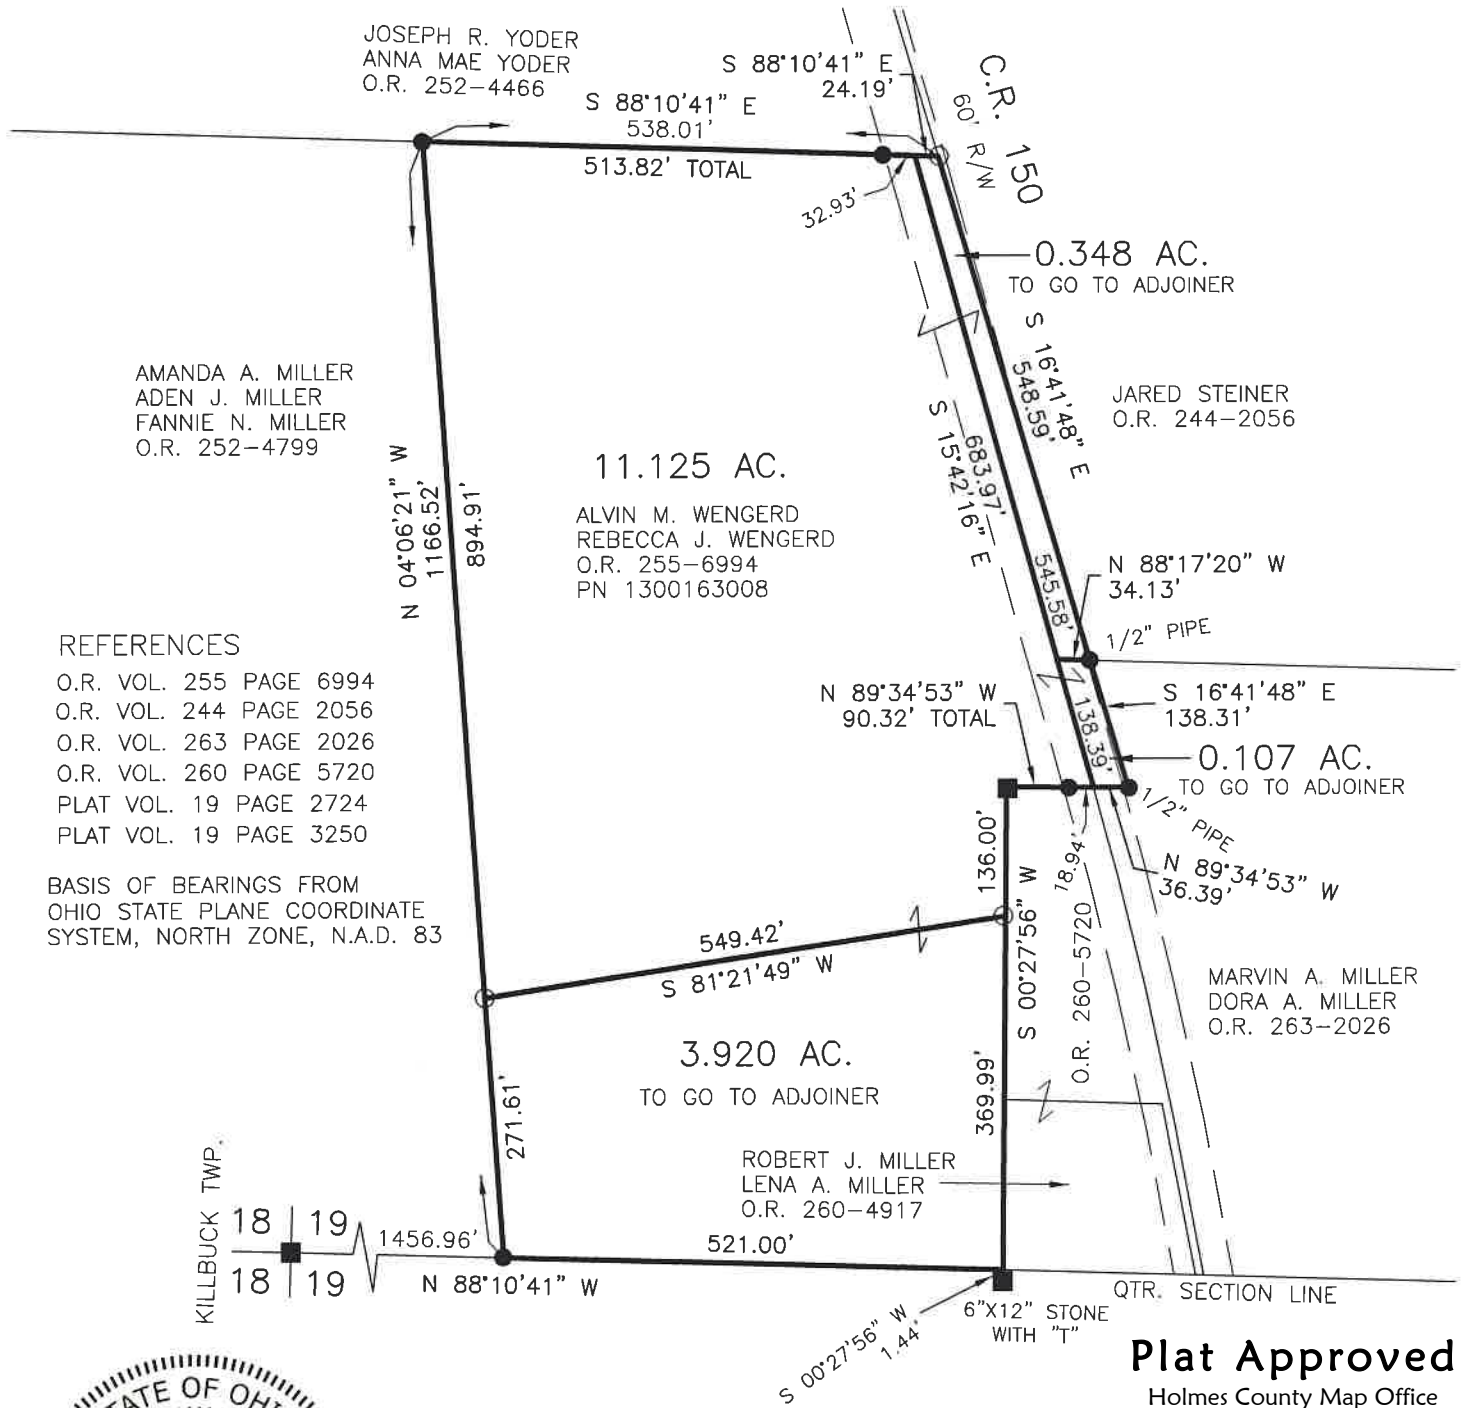 JOSEPH R. YODER
ANNA MAE YODER
O.R. 252-4466
S 88°10'41" E
24.19'
S 88°10'41" E
538.01'
513.82' TOTAL
32.93'
C.R. 150
60' R/W
0.348 AC.
TO GO TO ADJOINER
S 16°41'48" E
548.59'
JARED STEINER
O.R. 244-2056
AMANDA A. MILLER
ADEN J. MILLER
FANNIE N. MILLER
O.R. 252-4799
N 04°06'21" W
1166.52'
894.91'
11.125 AC.
ALVIN M. WENGERD
REBECCA J. WENGERD
O.R. 255-6994
PN 1300163008
683.97'
S 15°42'16" E
545.58'
N 88°17'20" W
34.13'
1/2" PIPE
REFERENCES
O.R. VOL. 255 PAGE 6994
O.R. VOL. 244 PAGE 2056
O.R. VOL. 263 PAGE 2026
O.R. VOL. 260 PAGE 5720
PLAT VOL. 19 PAGE 2724
PLAT VOL. 19 PAGE 3250
BASIS OF BEARINGS FROM
OHIO STATE PLANE COORDINATE
SYSTEM, NORTH ZONE, N.A.D. 83
N 89°34'53" W
90.32' TOTAL
138.39'
S 16°41'48" E
138.31'
0.107 AC.
TO GO TO ADJOINER
1/2" PIPE
N 89°34'53" W
36.39'
136.00'
S 00°27'56" W
18.94'
O.R. 260-5720
549.42'
S 81°21'49" W
MARVIN A. MILLER
DORA A. MILLER
O.R. 263-2026
3.920 AC.
TO GO TO ADJOINER
369.99'
271.61'
ROBERT J. MILLER
LENA A. MILLER
O.R. 260-4917
KILLBUCK TWP.
18 19
18 19
1456.96'
521.00'
N 88°10'41" W
S 00°27'56" W
1.44'
6"X12" STONE
WITH "T"
QTR. SECTION LINE
Plat Approved
Holmes County Map Office
STATE OF OHIO